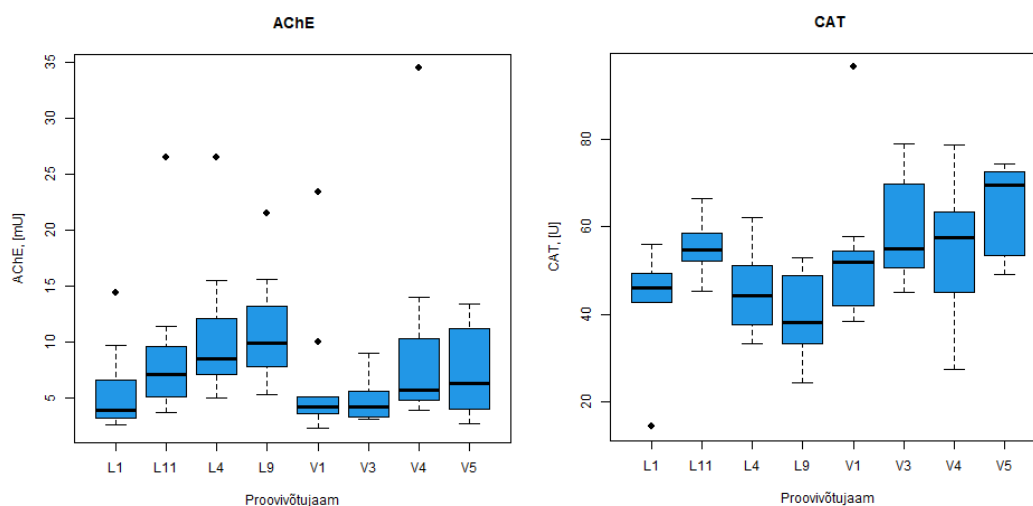 AChE
AChE, [mU]
35
30
25
20
15
10
5
L1 L11 L4 L9 V1 V3 V4 V5
Proovivõtujaam
CAT
CAT, [U]
80
60
40
20
L1 L11 L4 L9 V1 V3 V4 V5
Proovivõtujaam